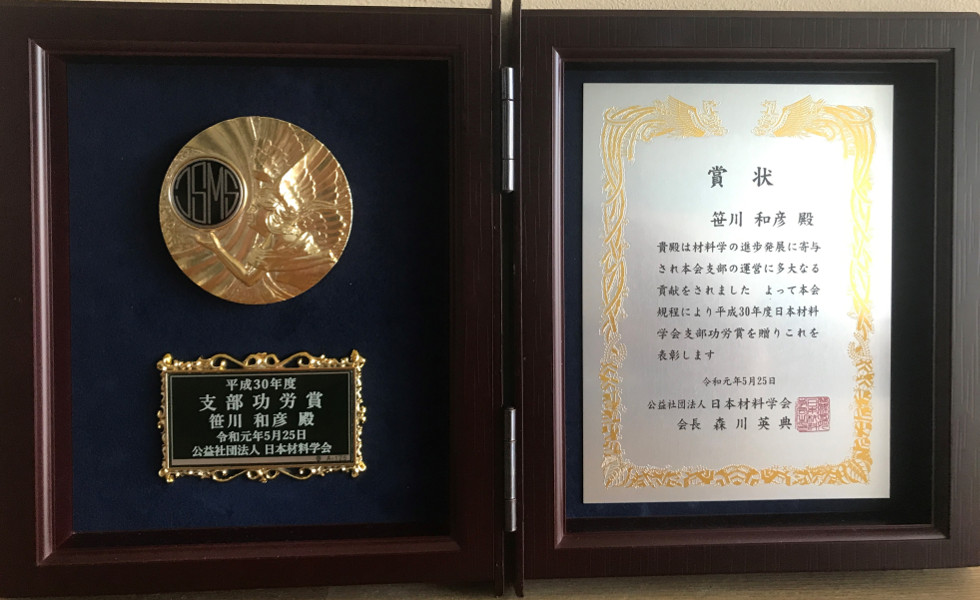 JSMS
平成30年度
支部功労賞
笹川 和彦 殿
令和元年5月25日
公益社団法人 日本材料学会
賞 状
笹川 和彦 殿
貴殿は材料学の進歩発展に寄与
され本会支部の運営に多大なる
貢献をされました よって本会
規程により平成30年度日本材料
学会支部功労賞を贈りこれを
表彰します
令和元年5月25日
公益社団法人 日本材料学会
会長 森川英典